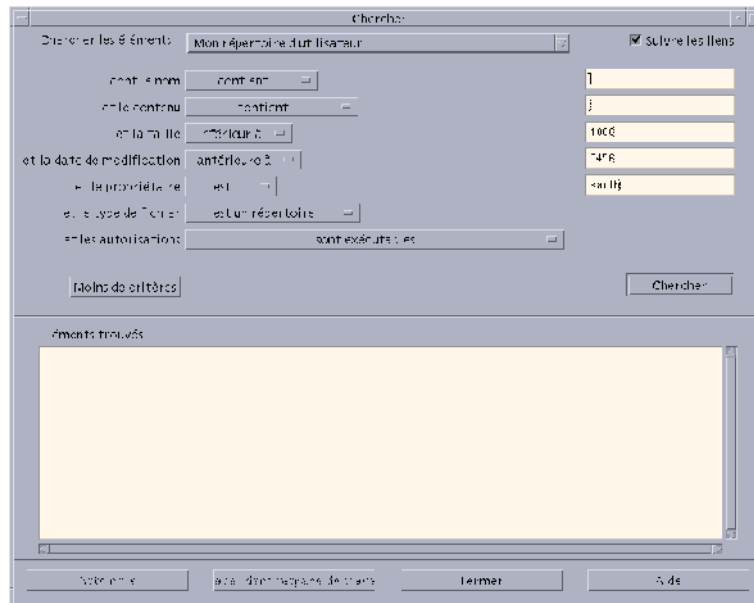 Chercher
Chercher les éléments Mon répertoire d'utilisateur Suivre les liens
dont le nom contient
et le contenu contient
et la taille inférieur à 1000
et la date de modification antérieure à
et le propriétaire est
et le type de fichier est un répertoire
et les autorisations sont exécutables
Moins de critères Chercher
éments trouvés
Fermer Aide